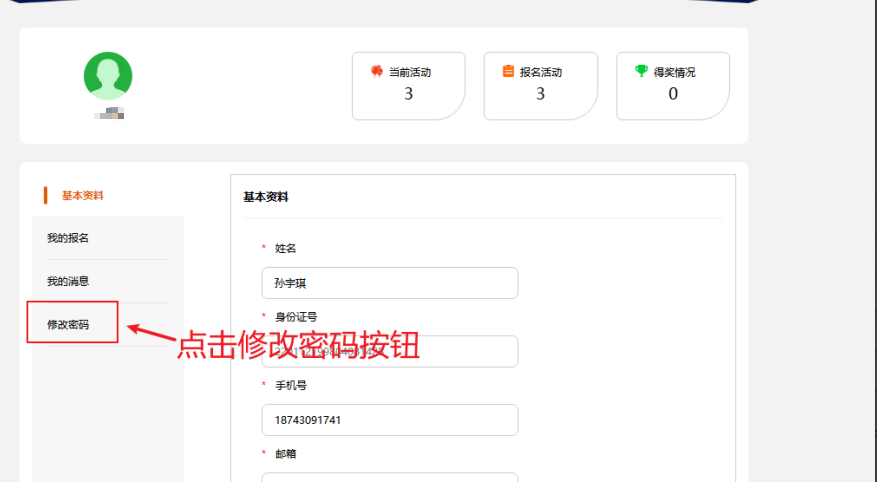 当前活动
3
报名活动
3
得奖情况
0
基本资料
我的报名
我的消息
修改密码
基本资料
* 姓名
孙宇琪
* 身份证号
点击修改密码按钮
* 手机号
18743091741
* 邮箱